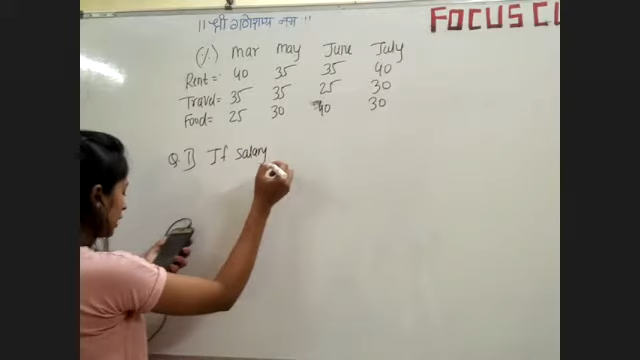 ।। श्री गणेशाय नमः ।।
FOCUS CL
(%) Mar May June July
Rent = 40 35 35 40
Travel = 35 35 25 30
Food = 25 30 40 30
Q.1) If Salary